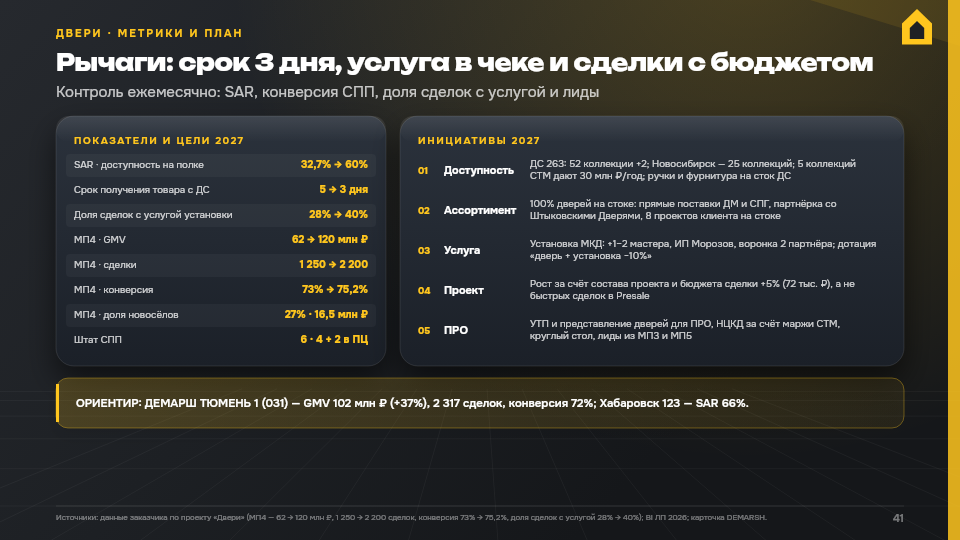 ДВЕРИ · МЕТРИКИ И ПЛАН
Рычаги: срок 3 дня, услуга в чеке и сделки с бюджетом
Контроль ежемесячно: SAR, конверсия СПП, доля сделок с услугой и лиды
ПОКАЗАТЕЛИ И ЦЕЛИ 2027
SAR · доступность на полке 32,7% → 60%
Срок получения товара с ДС 5 → 3 дня
Доля сделок с услугой установки 28% → 40%
МП4 · GMV 62 → 120 млн ₽
МП4 · сделки 1 250 → 2 200
МП4 · конверсия 73% → 75,2%
МП4 · доля новосёлов 27% · 16,5 млн ₽
Штат СПП 6 · 4 + 2 в ПЦ
ИНИЦИАТИВЫ 2027
01 Доступность
ДС 263: 52 коллекции +2; Новосибирск — 25 коллекций; 5 коллекций
СТМ дают 30 млн ₽/год; ручки и фурнитура на сток ДС
02 Ассортимент
100% дверей на стоке: прямые поставки ДМ и СПГ, партнёрка со
Штыковскими Дверями, 8 проектов клиента на стоке
03 Услуга
Установка МКД: +1–2 мастера, ИП Морозов, воронка 2 партнёра; дотация
«дверь + установка −10%»
04 Проект
Рост за счёт состава проекта и бюджета сделки +5% (72 тыс. ₽), а не
быстрых сделок в Presale
05 ПРО
УТП и представление дверей для ПРО, НЦКД за счёт маржи СТМ,
круглый стол, лиды из МП3 и МП5
ОРИЕНТИР: ДЕМАРШ ТЮМЕНЬ 1 (031) — GMV 102 млн ₽ (+37%), 2 317 сделок, конверсия 72%; Хабаровск 123 — SAR 66%.
Источники: данные заказчика по проекту «Двери» (МП4 — 62 → 120 млн ₽, 1 250 → 2 200 сделок, конверсия 73% → 75,2%, доля сделок с услугой 28% → 40%); BI ЛП 2026; карточка DEMARSH.
41